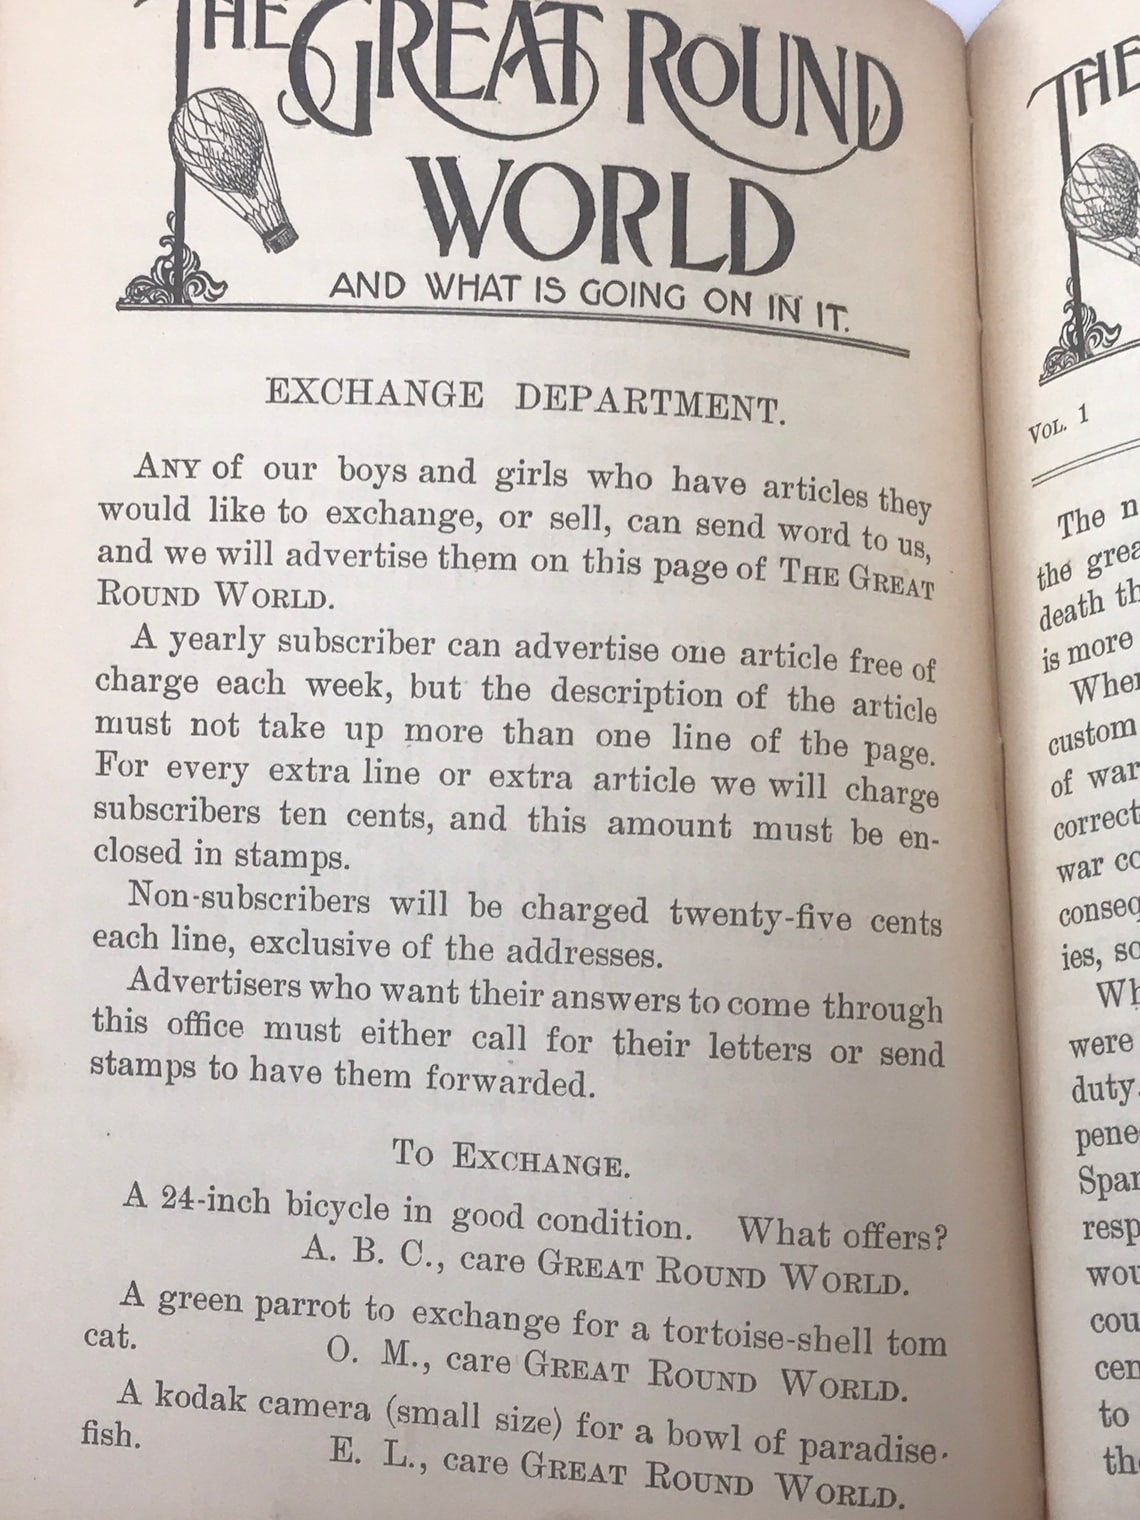 THE GREAT ROUND
WORLD
AND WHAT IS GOING ON IN IT.
EXCHANGE DEPARTMENT.
ANY of our boys and girls who have articles they
would like to exchange, or sell, can send word to us,
and we will advertise them on this page of THE GREAT
ROUND WORLD.
A yearly subscriber can advertise one article free of
charge each week, but the description of the article
must not take up more than one line of the page.
For every extra line or extra article we will charge
subscribers ten cents, and this amount must be en-
closed in stamps.
Non-subscribers will be charged twenty-five cents
each line, exclusive of the addresses.
Advertisers who want their answers to come through
this office must either call for their letters or send
stamps to have them forwarded.
TO EXCHANGE.
A 24-inch bicycle in good condition. What offers?
A. B. C., care GREAT ROUND WORLD.
A green parrot to exchange for a tortoise-shell tom
cat. O. M., care GREAT ROUND WORLD.
A kodak camera (small size) for a bowl of paradise-
fish. E. L., care GREAT ROUND WORLD.
THE
VOL. 1
The
the
death
is more
custom
of war
correct
war
ies,
were
duty.
to